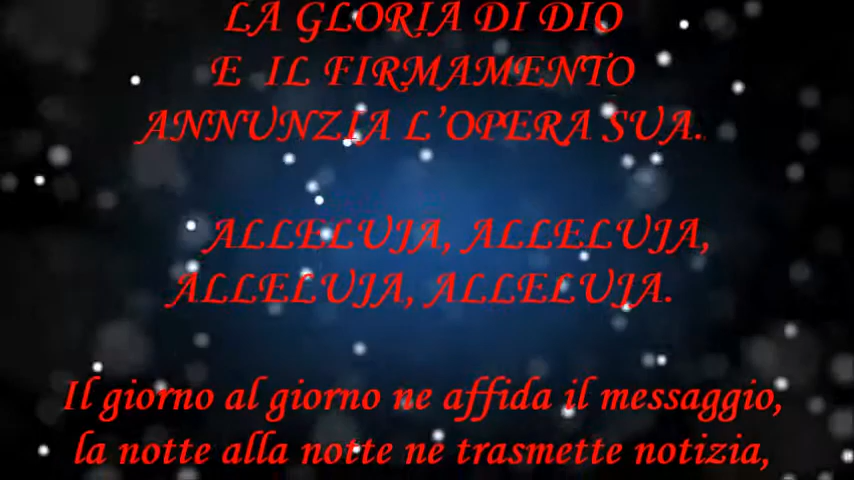 LA GLORIA DI DIO
E IL FIRMAMENTO
ANNUNZIA L'OPERA SUA.
ALLELUJA, ALLELUJA,
ALLELUJA, ALLELUJA.
Il giorno al giorno ne affida il messaggio,
la notte alla notte ne trasmette notizia,